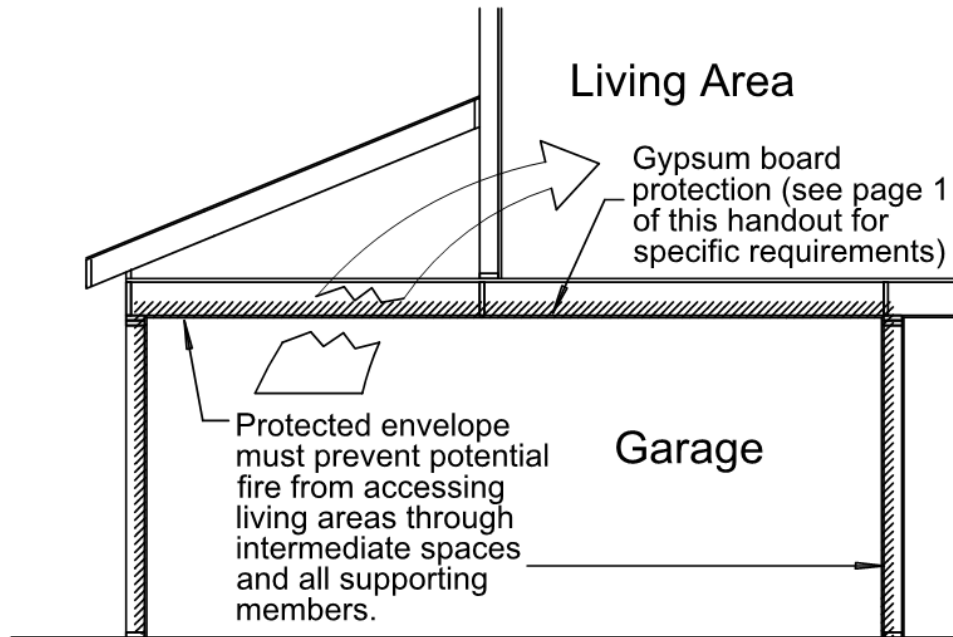 Living Area
Gypsum board
protection (see page 1
of this handout for
specific requirements)
Protected envelope
must prevent potential
fire from accessing
living areas through
intermediate spaces
and all supporting
members.
Garage